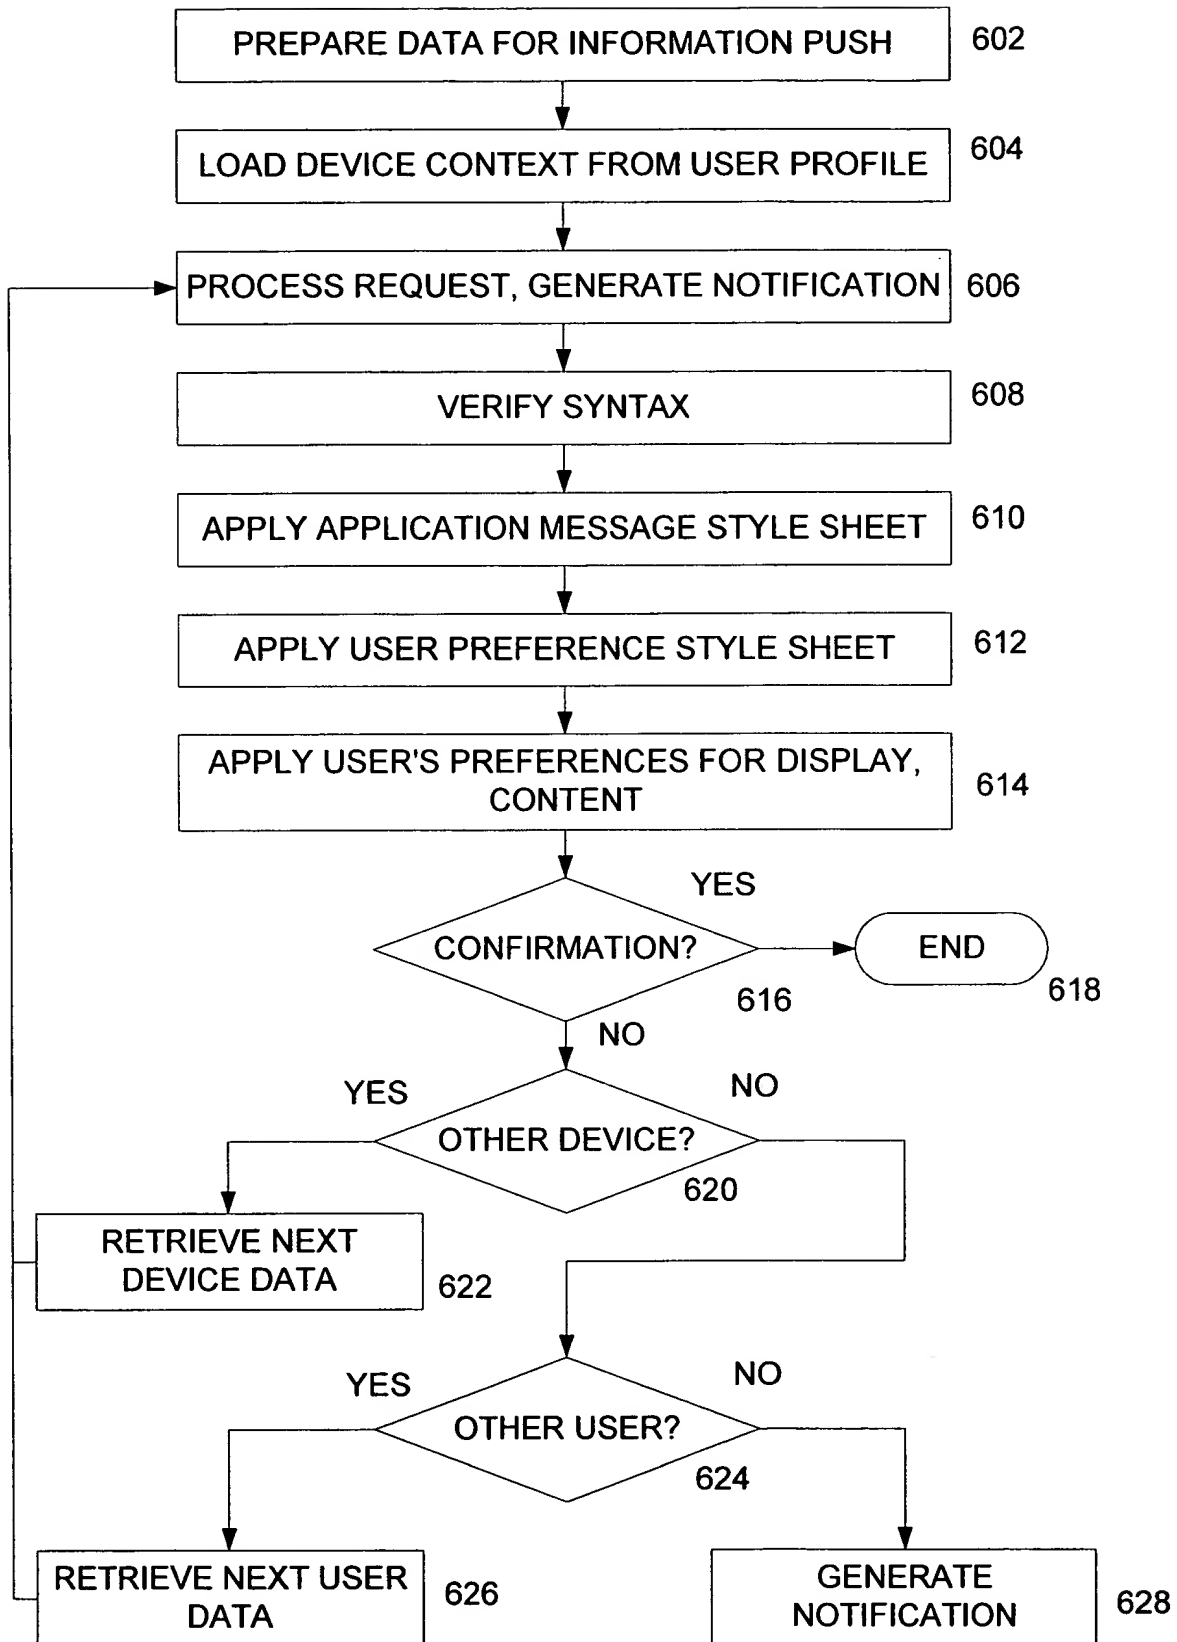 PREPARE DATA FOR INFORMATION PUSH
602
LOAD DEVICE CONTEXT FROM USER PROFILE
604
PROCESS REQUEST, GENERATE NOTIFICATION
606
VERIFY SYNTAX
608
APPLY APPLICATION MESSAGE STYLE SHEET
610
APPLY USER PREFERENCE STYLE SHEET
612
APPLY USER'S PREFERENCES FOR DISPLAY,
CONTENT
614
YES
CONFIRMATION?
616
END
618
NO
YES
NO
OTHER DEVICE?
620
RETRIEVE NEXT
DEVICE DATA
622
YES
NO
OTHER USER?
624
RETRIEVE NEXT USER
DATA
626
GENERATE
NOTIFICATION
628